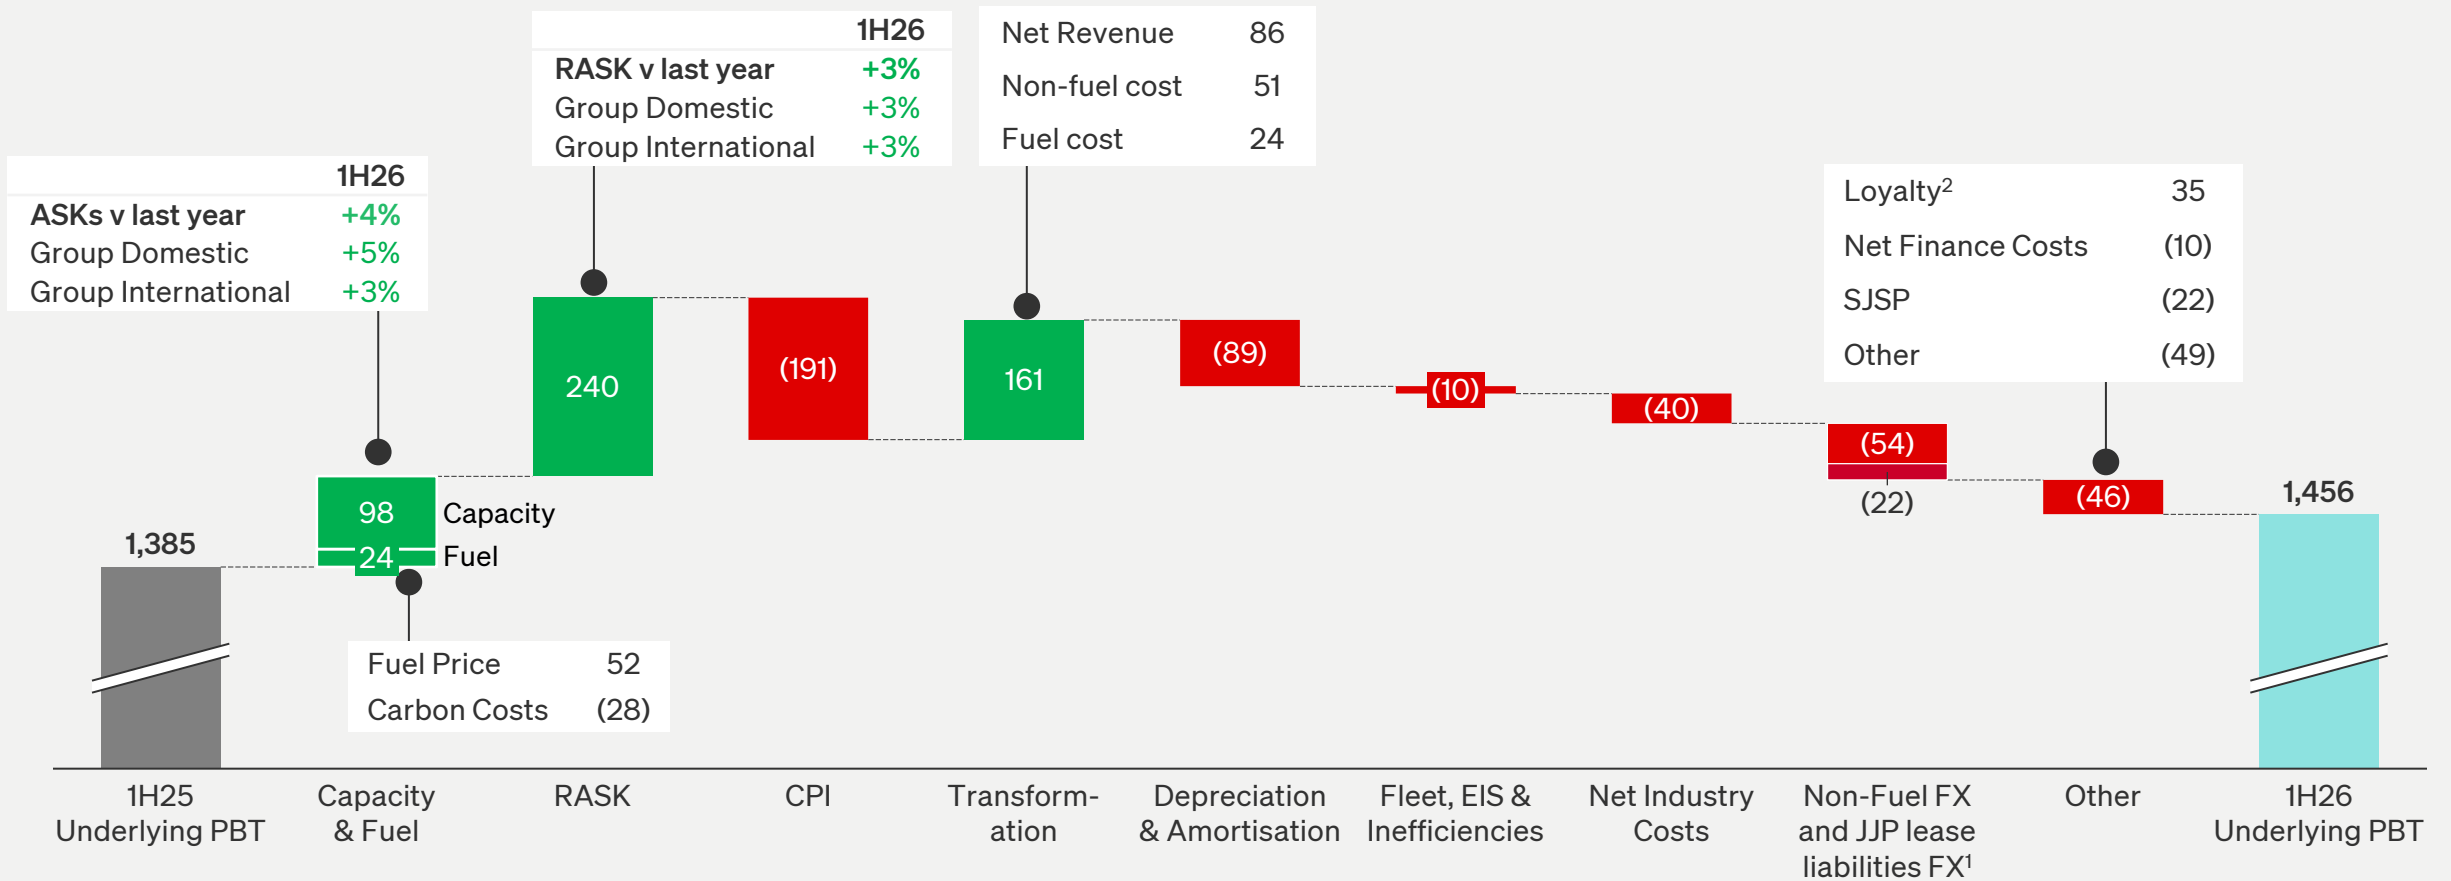 1H26
ASKs v last year +4%
Group Domestic +5%
Group International +3%
1H26
RASK v last year +3%
Group Domestic +3%
Group International +3%
Net Revenue 86
Non-fuel cost 51
Fuel cost 24
Loyalty² 35
Net Finance Costs (10)
SJSP (22)
Other (49)
1,385
98 Capacity
24 Fuel
Fuel Price 52
Carbon Costs (28)
240
(191)
161
(89)
(10)
(40)
(54)
(22)
(46)
1,456
1H25
Underlying PBT
Capacity
& Fuel
RASK
CPI
Transform-
ation
Depreciation
& Amortisation
Fleet, EIS &
Inefficiencies
Net Industry
Costs
Non-Fuel FX
and JJP lease
liabilities FX¹
Other
1H26
Underlying PBT